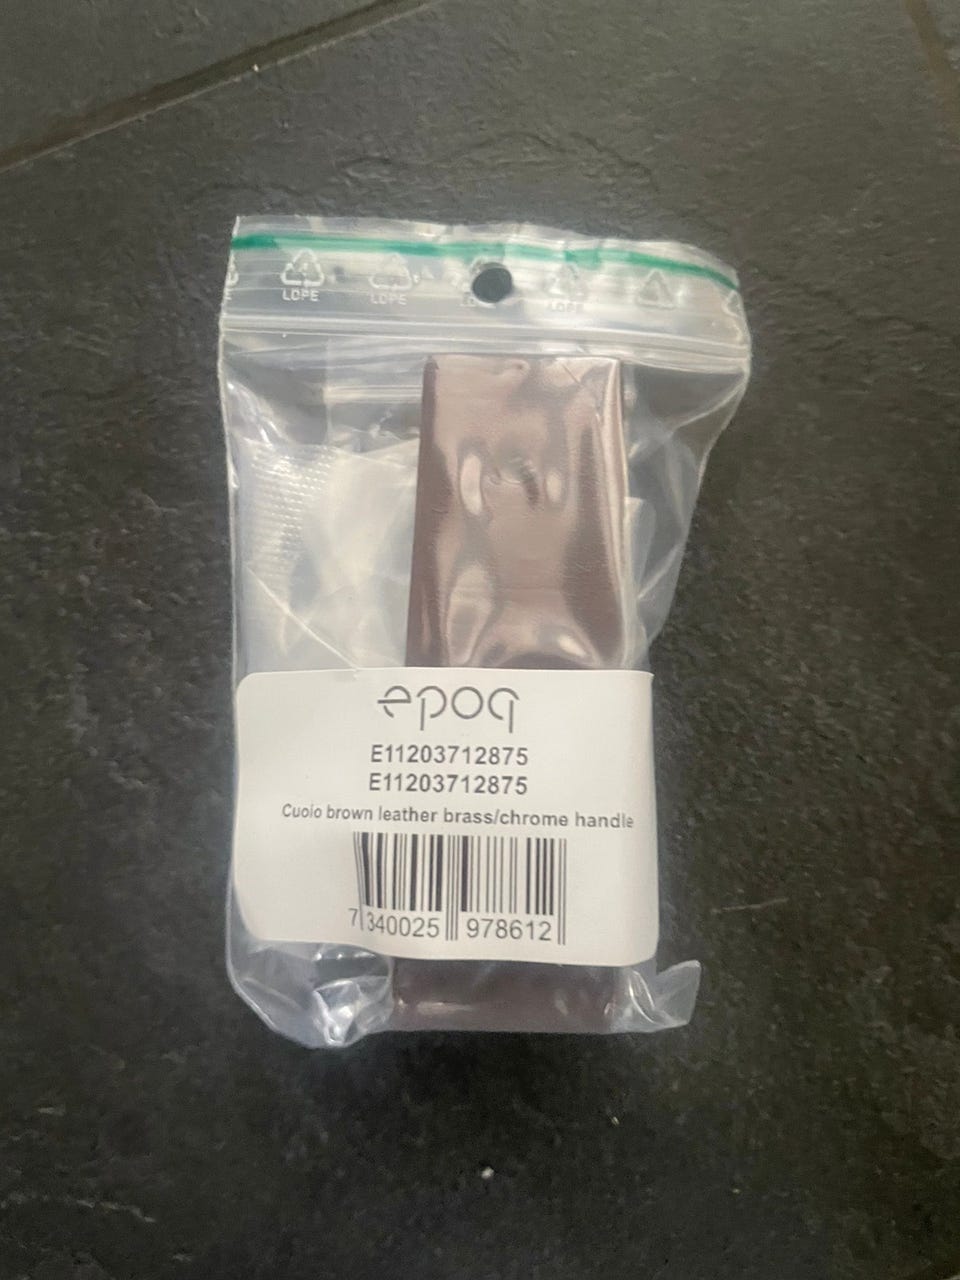 LDPE LDPE LDPE
epoq
E11203712875
E11203712875
Cuoio brown leather brass/chrome handle
7 340025 978612